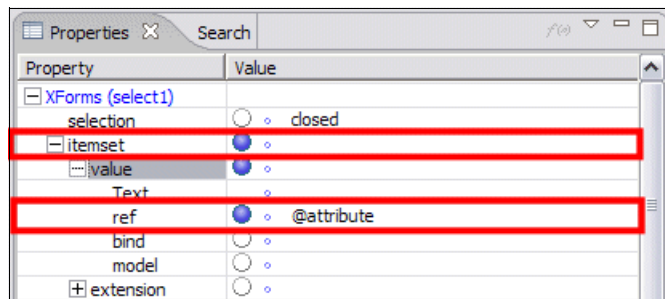 Properties Search f(a)
Property Value
XForms (select1)
selection closed
itemset
value
Text
ref @attribute
bind
model
extension